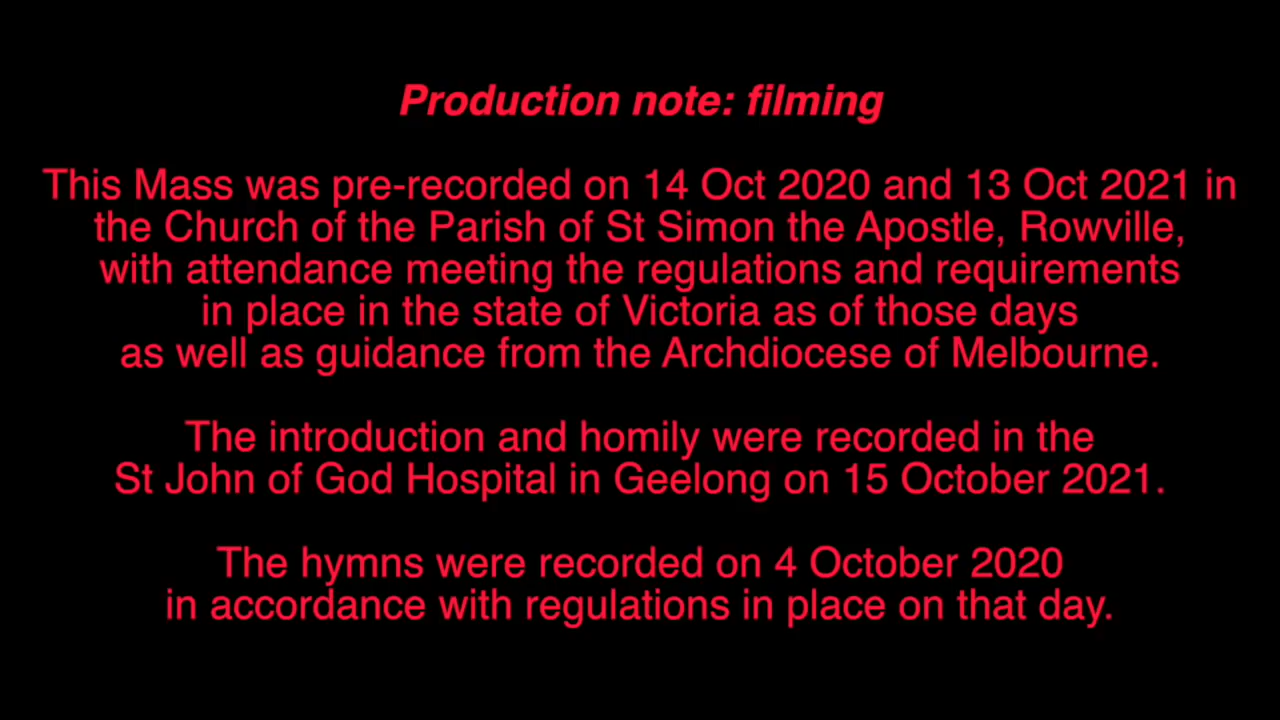 Production note: filming
This Mass was pre-recorded on 14 Oct 2020 and 13 Oct 2021 in
the Church of the Parish of St Simon the Apostle, Rowville,
with attendance meeting the regulations and requirements
in place in the state of Victoria as of those days
as well as guidance from the Archdiocese of Melbourne.
The introduction and homily were recorded in the
St John of God Hospital in Geelong on 15 October 2021.
The hymns were recorded on 4 October 2020
in accordance with regulations in place on that day.